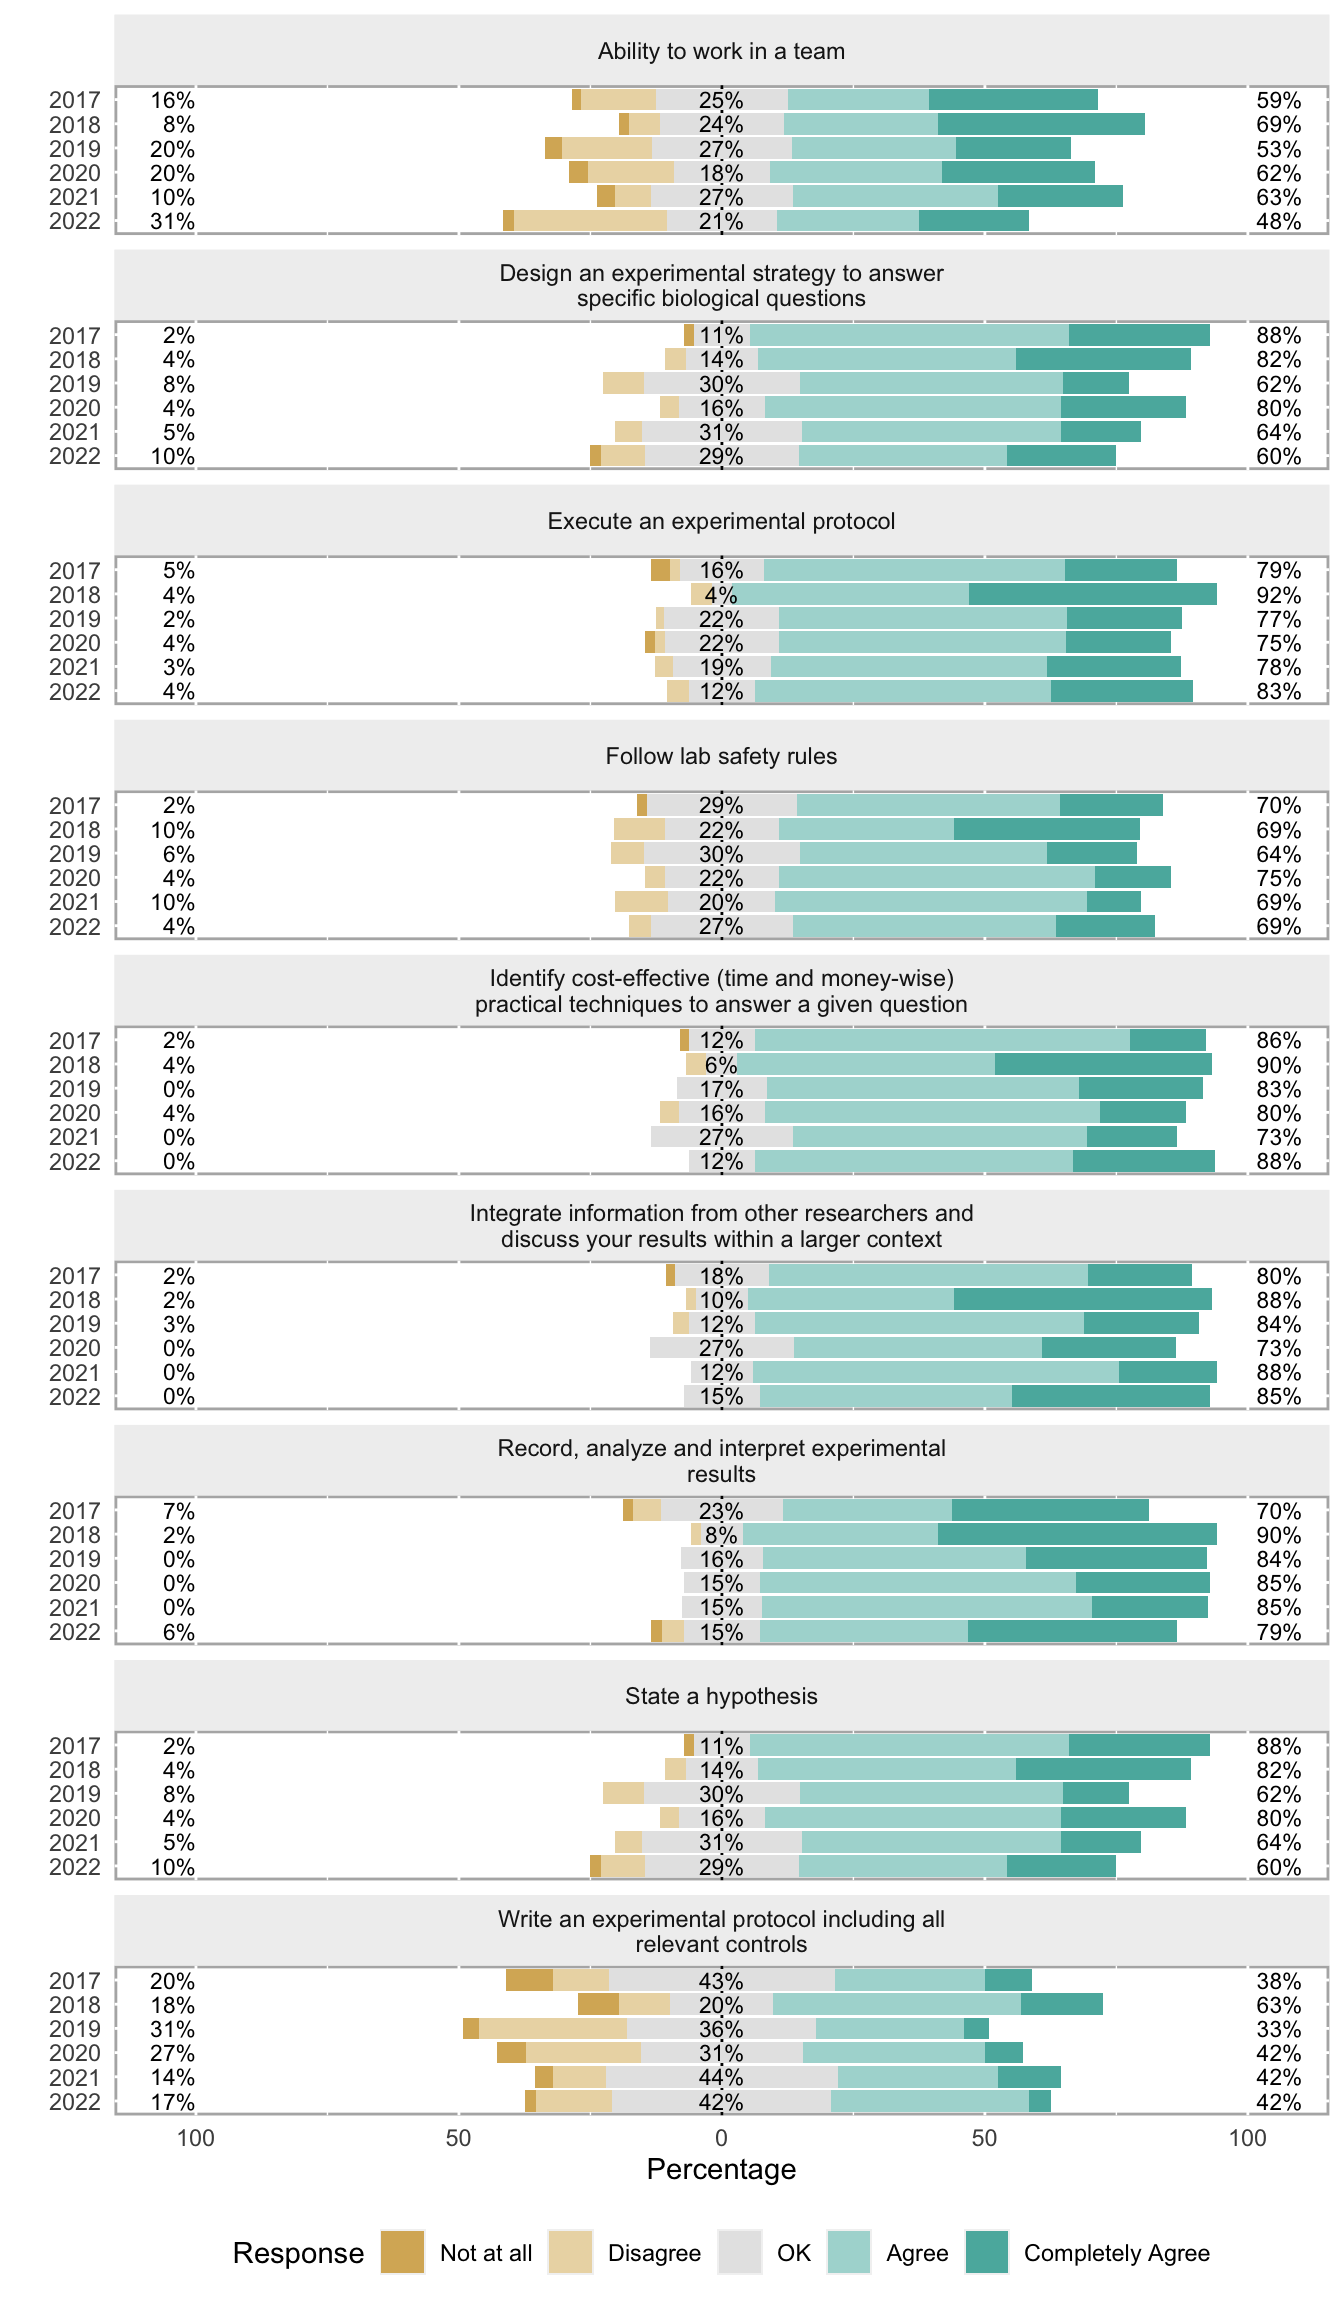 Ability to work in a team
2017 16% 25% 59%
2018 8% 24% 69%
2019 20% 27% 53%
2020 20% 18% 62%
2021 10% 27% 63%
2022 31% 21% 48%
Design an experimental strategy to answer
specific biological questions
2017 2% 11% 88%
2018 4% 14% 82%
2019 8% 30% 62%
2020 4% 16% 80%
2021 5% 31% 64%
2022 10% 29% 60%
Execute an experimental protocol
2017 5% 16% 79%
2018 4% 4% 92%
2019 2% 22% 77%
2020 4% 22% 75%
2021 3% 19% 78%
2022 4% 12% 83%
Follow lab safety rules
2017 2% 29% 70%
2018 10% 22% 69%
2019 6% 30% 64%
2020 4% 22% 75%
2021 10% 20% 69%
2022 4% 27% 69%
Identify cost-effective (time and money-wise)
practical techniques to answer a given question
2017 2% 12% 86%
2018 4% 6% 90%
2019 0% 17% 83%
2020 4% 16% 80%
2021 0% 27% 73%
2022 0% 12% 88%
Integrate information from other researchers and
discuss your results within a larger context
2017 2% 18% 80%
2018 2% 10% 88%
2019 3% 12% 84%
2020 0% 27% 73%
2021 0% 12% 88%
2022 0% 15% 85%
Record, analyze and interpret experimental
results
2017 7% 23% 70%
2018 2% 8% 90%
2019 0% 16% 84%
2020 0% 15% 85%
2021 0% 15% 85%
2022 6% 15% 79%
State a hypothesis
2017 2% 11% 88%
2018 4% 14% 82%
2019 8% 30% 62%
2020 4% 16% 80%
2021 5% 31% 64%
2022 10% 29% 60%
Write an experimental protocol including all
relevant controls
2017 20% 43% 38%
2018 18% 20% 63%
2019 31% 36% 33%
2020 27% 31% 42%
2021 14% 44% 42%
2022 17% 42% 42%
100 50 0 50 100
Percentage
Response Not at all Disagree OK Agree Completely Agree